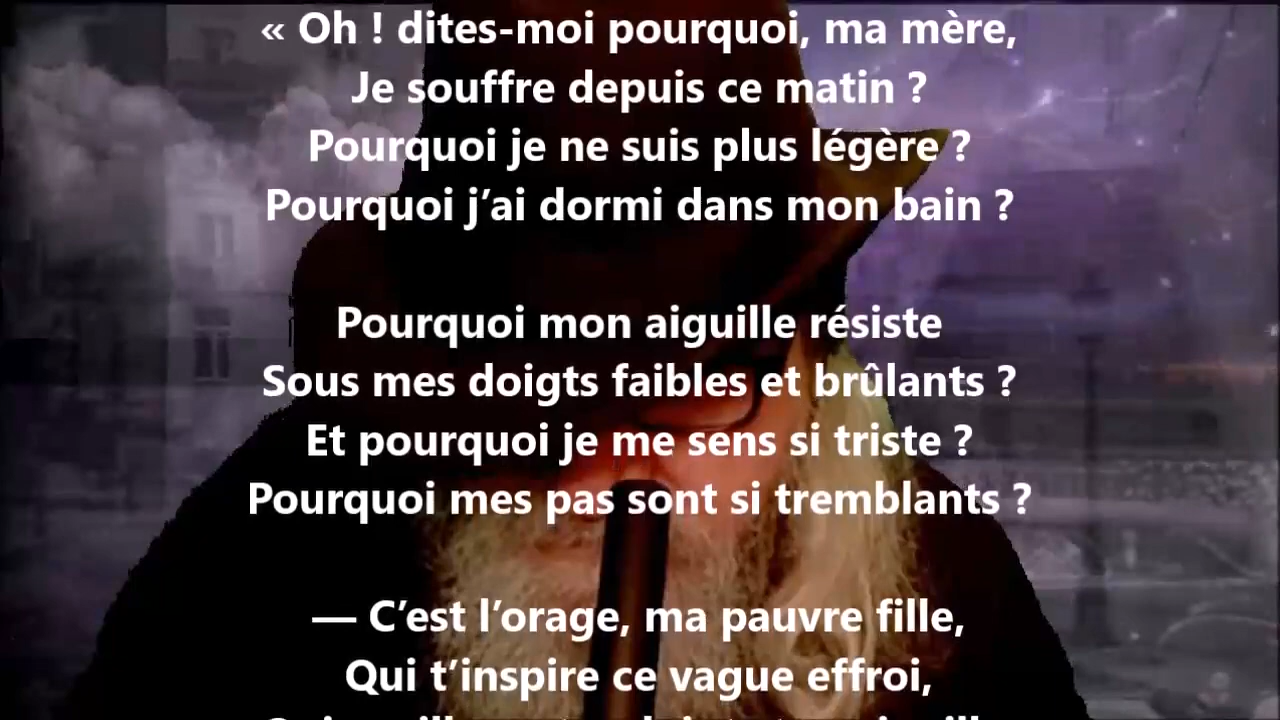 « Oh ! dites-moi pourquoi, ma mère,
Je souffre depuis ce matin ?
Pourquoi je ne suis plus légère ?
Pourquoi j’ai dormi dans mon bain ?
Pourquoi mon aiguille résiste
Sous mes doigts faibles et brûlants ?
Et pourquoi je me sens si triste ?
Pourquoi mes pas sont si tremblants ?
— C’est l’orage, ma pauvre fille,
Qui t’inspire ce vague effroi,